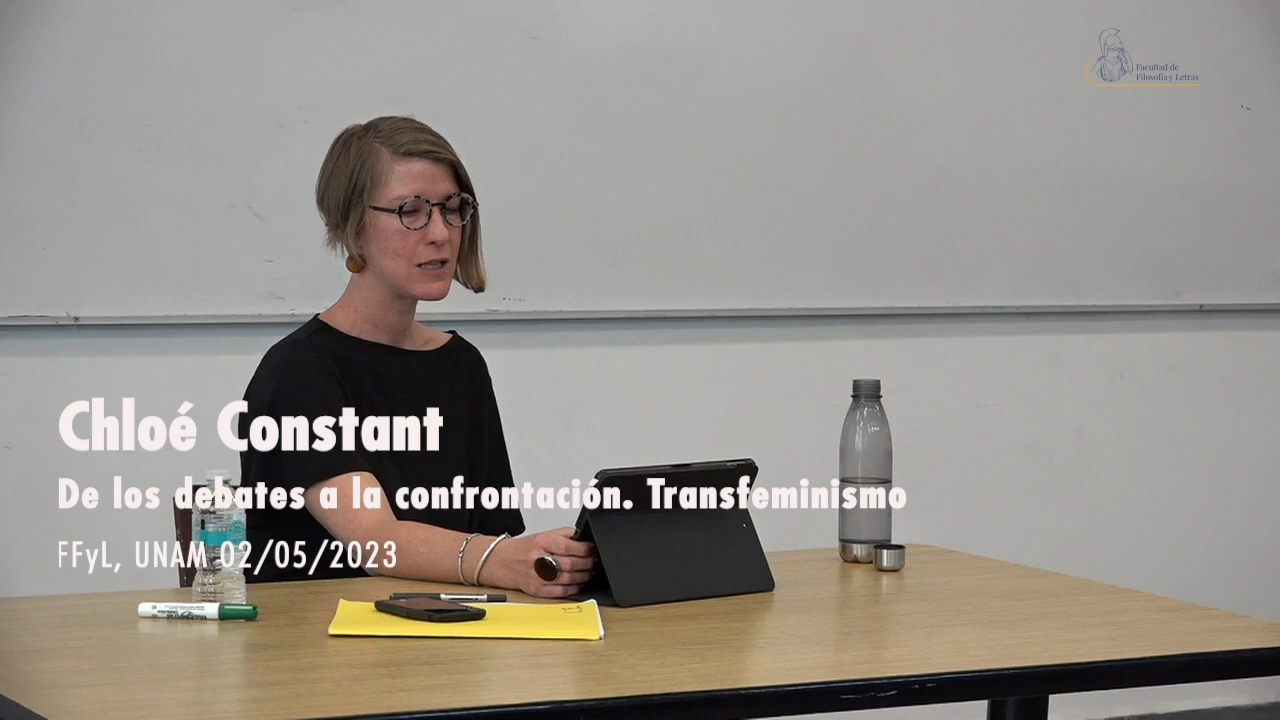 Facultad de
Filosofía y Letras
Chloé Constant
De los debates a la confrontación. Transfeminismo
FFyL, UNAM 02/05/2023